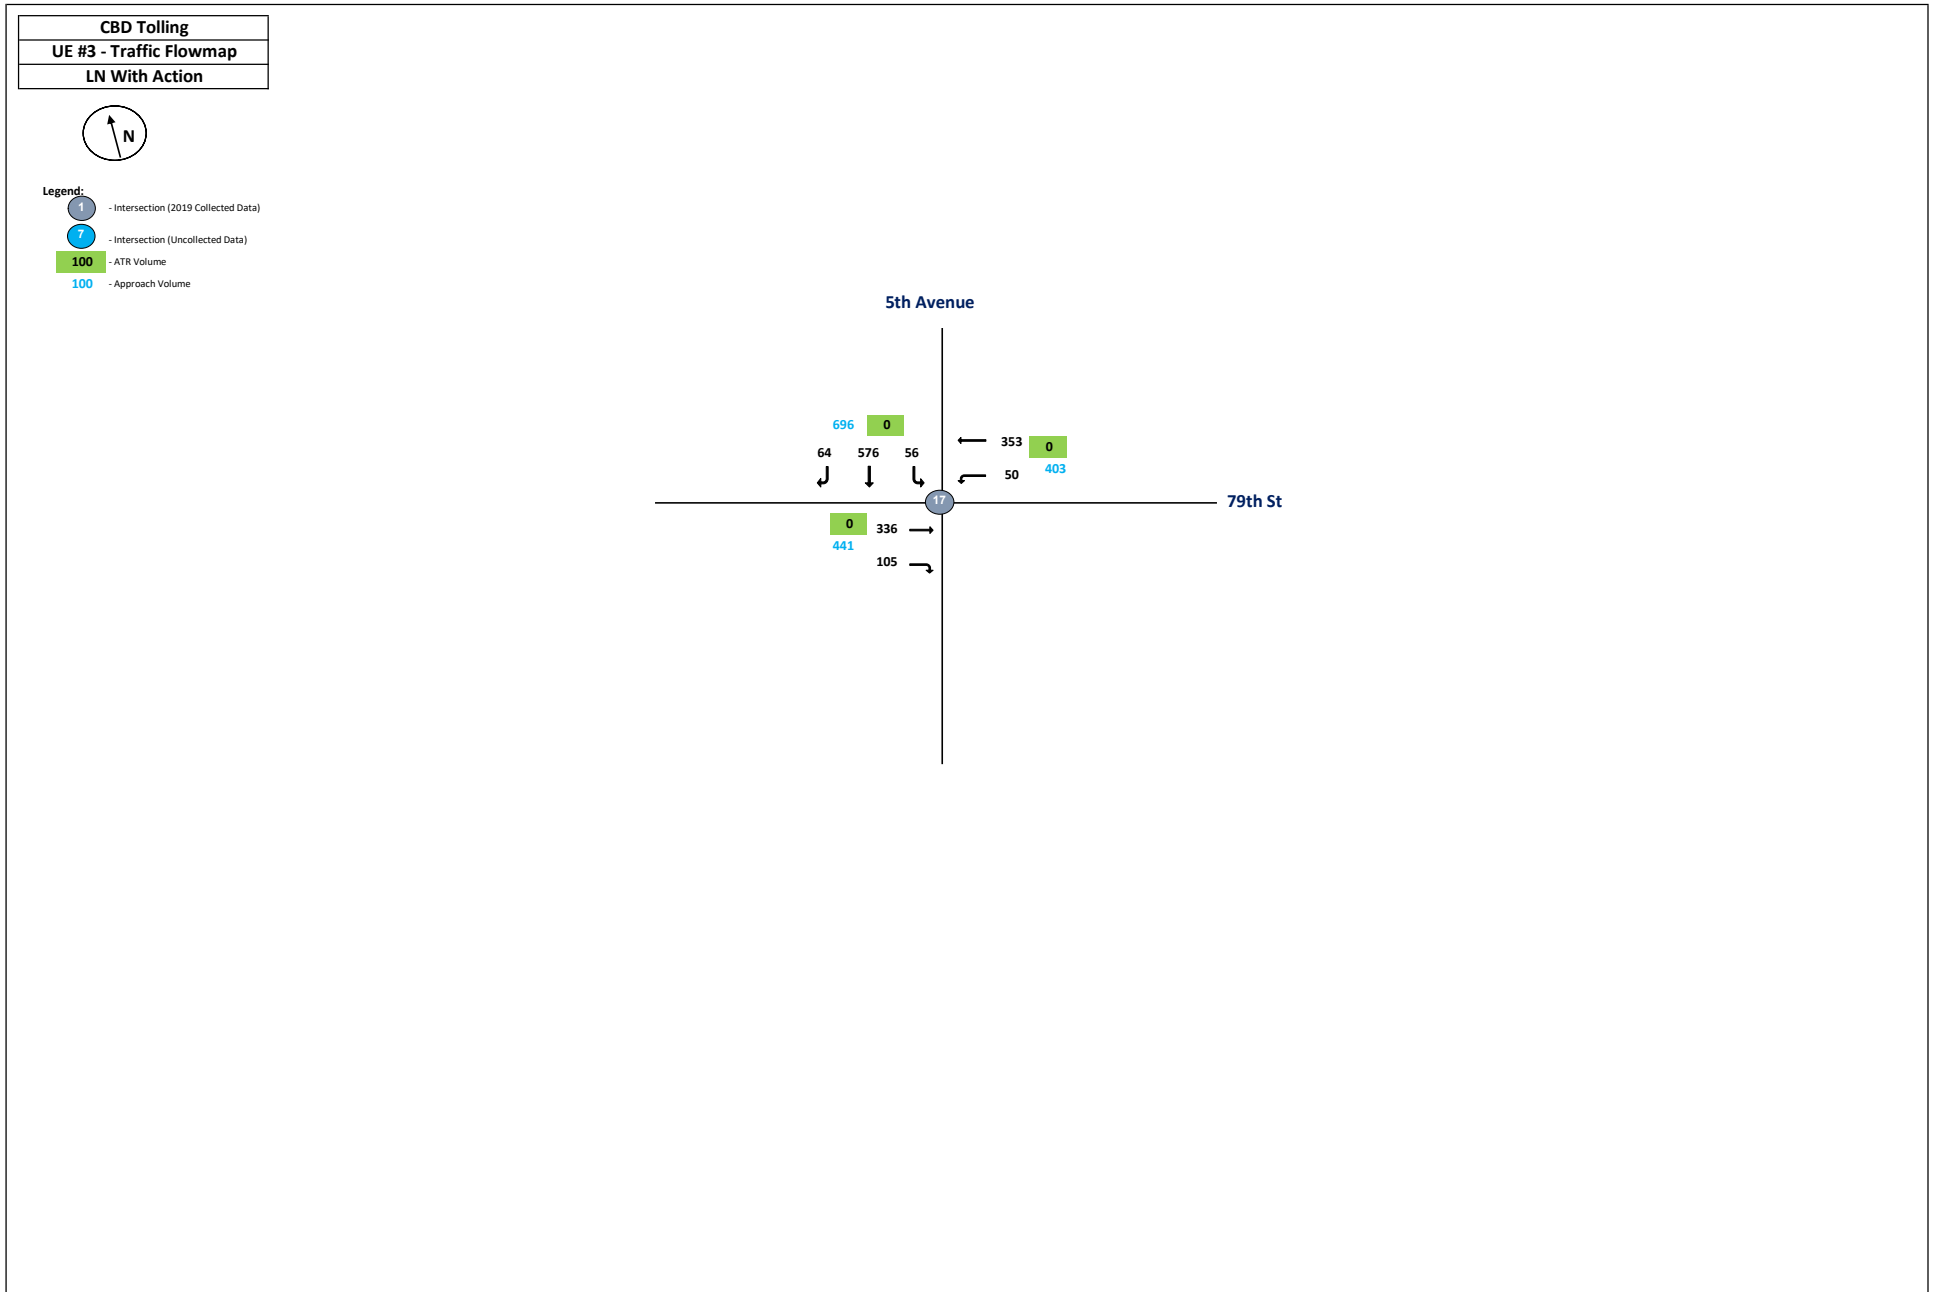 CBD Tolling
UE #3 - Traffic Flowmap
LN With Action
N
Legend:
1 - Intersection (2019 Collected Data)
7 - Intersection (Uncollected Data)
100 - ATR Volume
100 - Approach Volume
5th Avenue
696 0
64 576 56
353 0
50 403
17
79th St
0 336
441
105